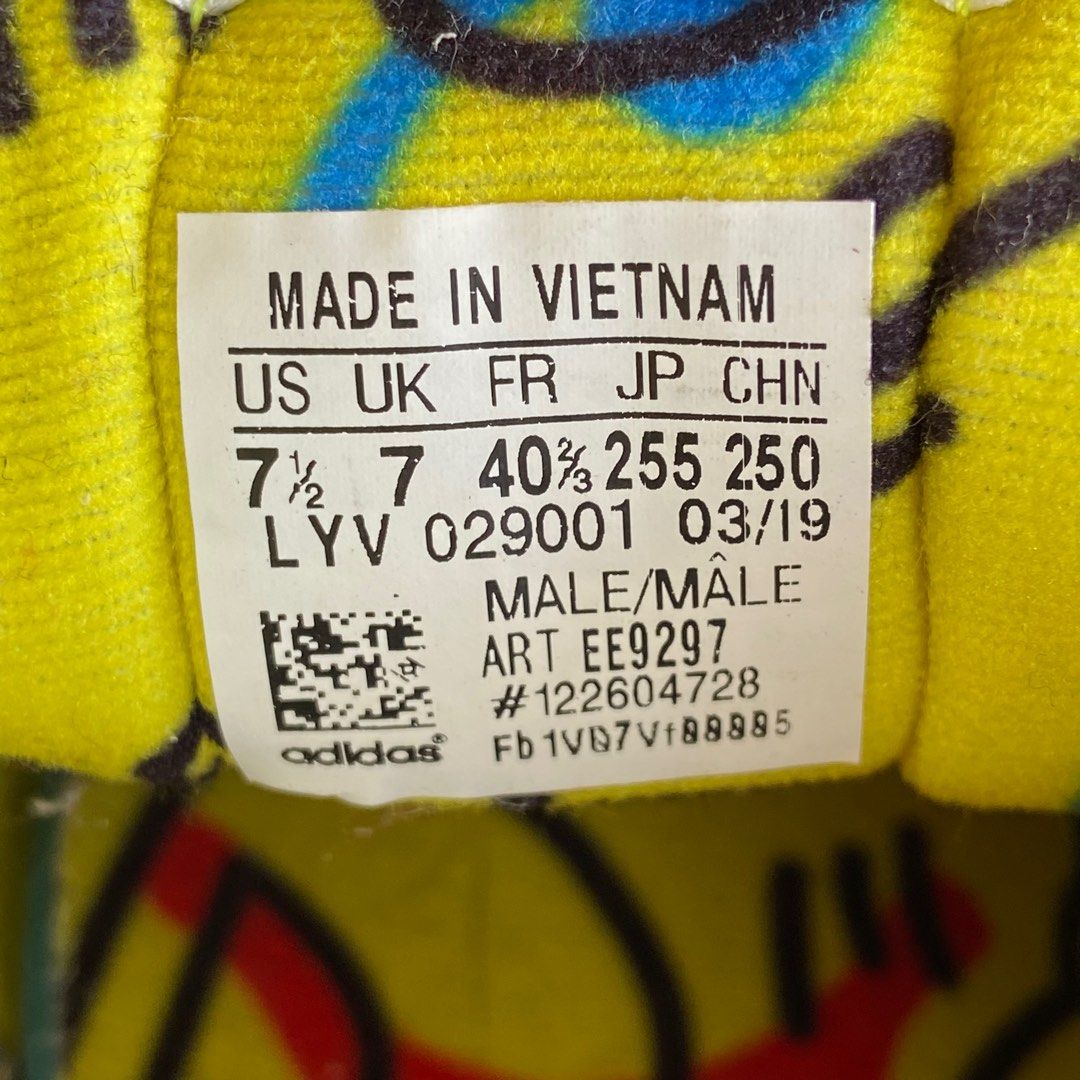 MADE IN VIETNAM
US UK FR JP CHN
7½ 7 40⅔ 255 250
LYV 029001 03/19
MALE/MÂLE
ART EE9297
#122604728
adidas®